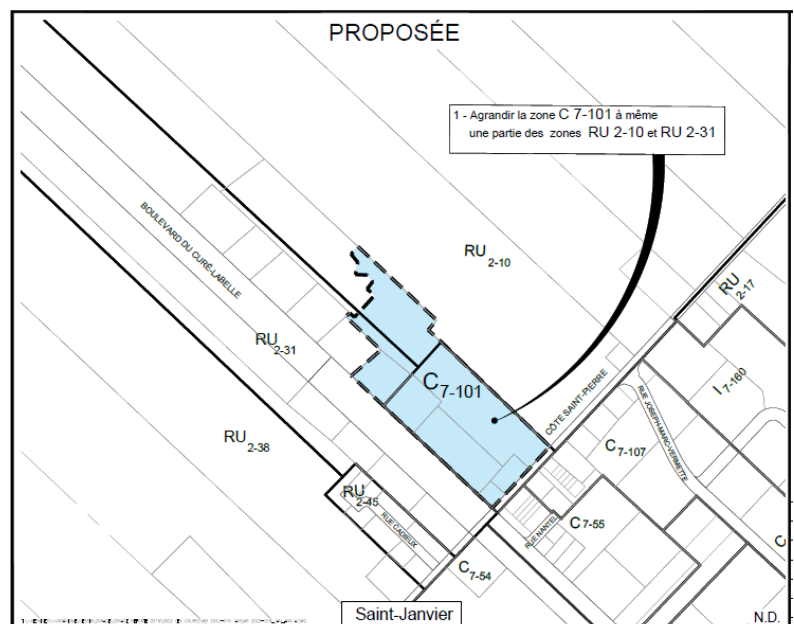 PROPOSÉE
1 - Agrandir la zone C 7-101 à même
une partie des zones RU 2-10 et RU 2-31
BOULEVARD DU CURÉ-LABELLE
RU 2-10
RU 2-17
RU 2-31
C 7-101
I 7-160
CÔTE SAINT-PIERRE
RUE JOSEPH-MARC-VERMETTE
RU 2-38
C 7-107
RU 2-45
RUE CADIEUX
RUE NANTEL
C 7-55
C
C 7-54
Saint-Janvier
N.D.